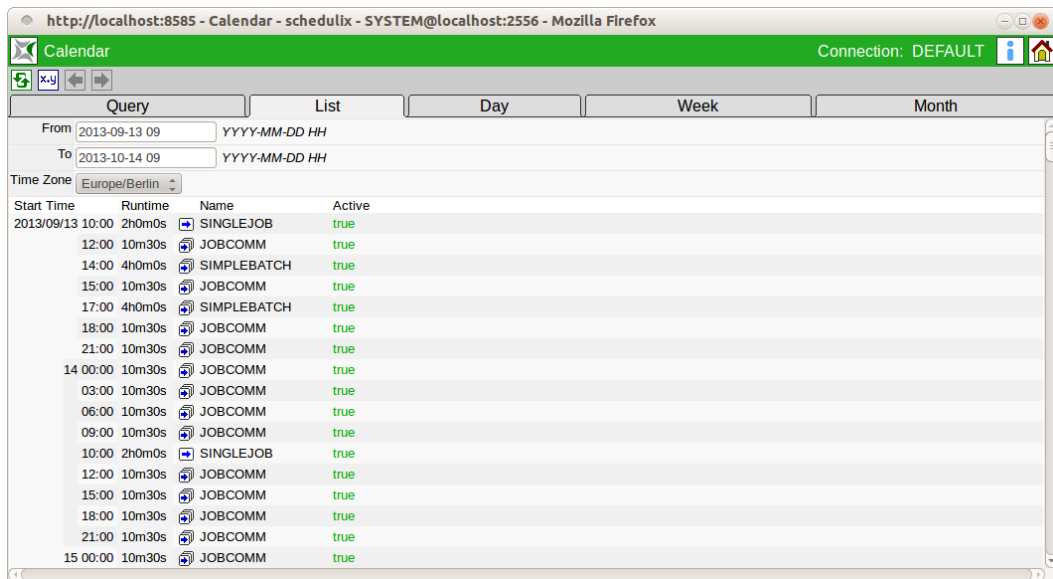 http://localhost:8585 - Calendar - schedulix - SYSTEM@localhost:2556 - Mozilla Firefox
Calendar Connection: DEFAULT
x.y
Query List Day Week Month
From 2013-09-13 09 YYYY-MM-DD HH
To 2013-10-14 09 YYYY-MM-DD HH
Time Zone Europe/Berlin
Start Time Runtime Name Active
2013/09/13 10:00 2h0m0s SINGLEJOB true
12:00 10m30s JOBCOMM true
14:00 4h0m0s SIMPLEBATCH true
15:00 10m30s JOBCOMM true
17:00 4h0m0s SIMPLEBATCH true
18:00 10m30s JOBCOMM true
21:00 10m30s JOBCOMM true
14 00:00 10m30s JOBCOMM true
03:00 10m30s JOBCOMM true
06:00 10m30s JOBCOMM true
09:00 10m30s JOBCOMM true
10:00 2h0m0s SINGLEJOB true
12:00 10m30s JOBCOMM true
15:00 10m30s JOBCOMM true
18:00 10m30s JOBCOMM true
21:00 10m30s JOBCOMM true
15 00:00 10m30s JOBCOMM true